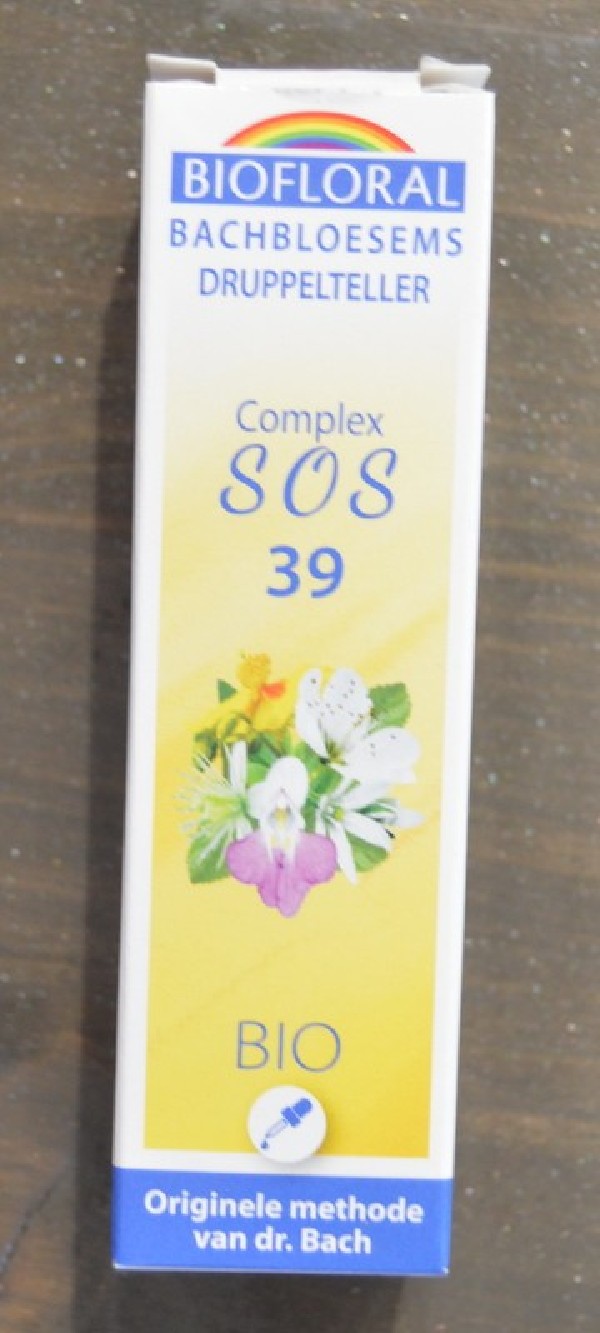 BIOFLORAL
BACHBLOESEMS
DRUPPELTELLER
Complex
SOS
39
BIO
Originele methode
van dr. Bach